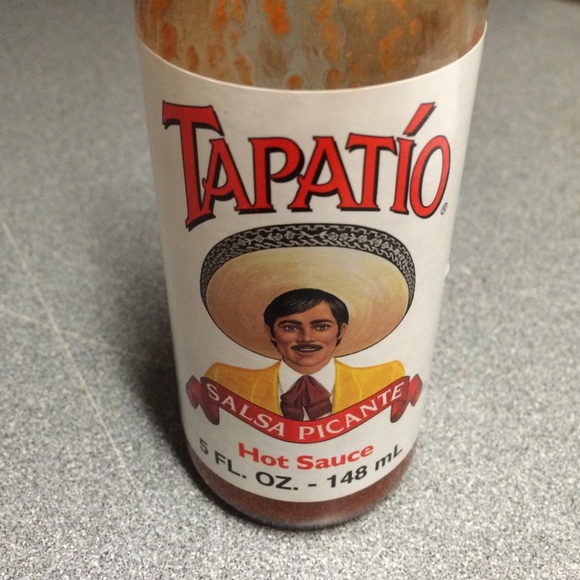 TAPATÍO®
SALSA PICANTE
Hot Sauce
5 FL. OZ. - 148 mL